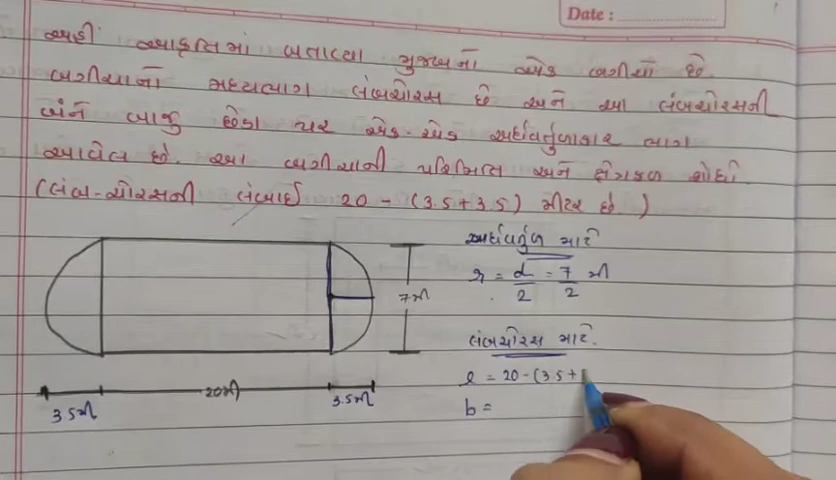 Date :
અહીં આકૃતિમાં બતાવ્યા મુજબનો એક બગીચો છે.
બગીચાનો મધ્યભાગ લંબચોરસ છે અને આ લંબચોરસની
બંને બાજુ છેડા પર એક-એક અર્ધવર્તુળાકાર ભાગ
આવેલ છે. આ બગીચાની પરિમિતિ અને ક્ષેત્રફળ શોધો
(લંબ-ચોરસની લંબાઈ 20 - (3.5+3.5) મીટર છે.)
અર્ધવર્તુળ માટે
r = d/2 = 7/2 મી
7મી
લંબચોરસ માટે.
l = 20 - (3.5 +
b =
3.5મી 20મી 3.5મી